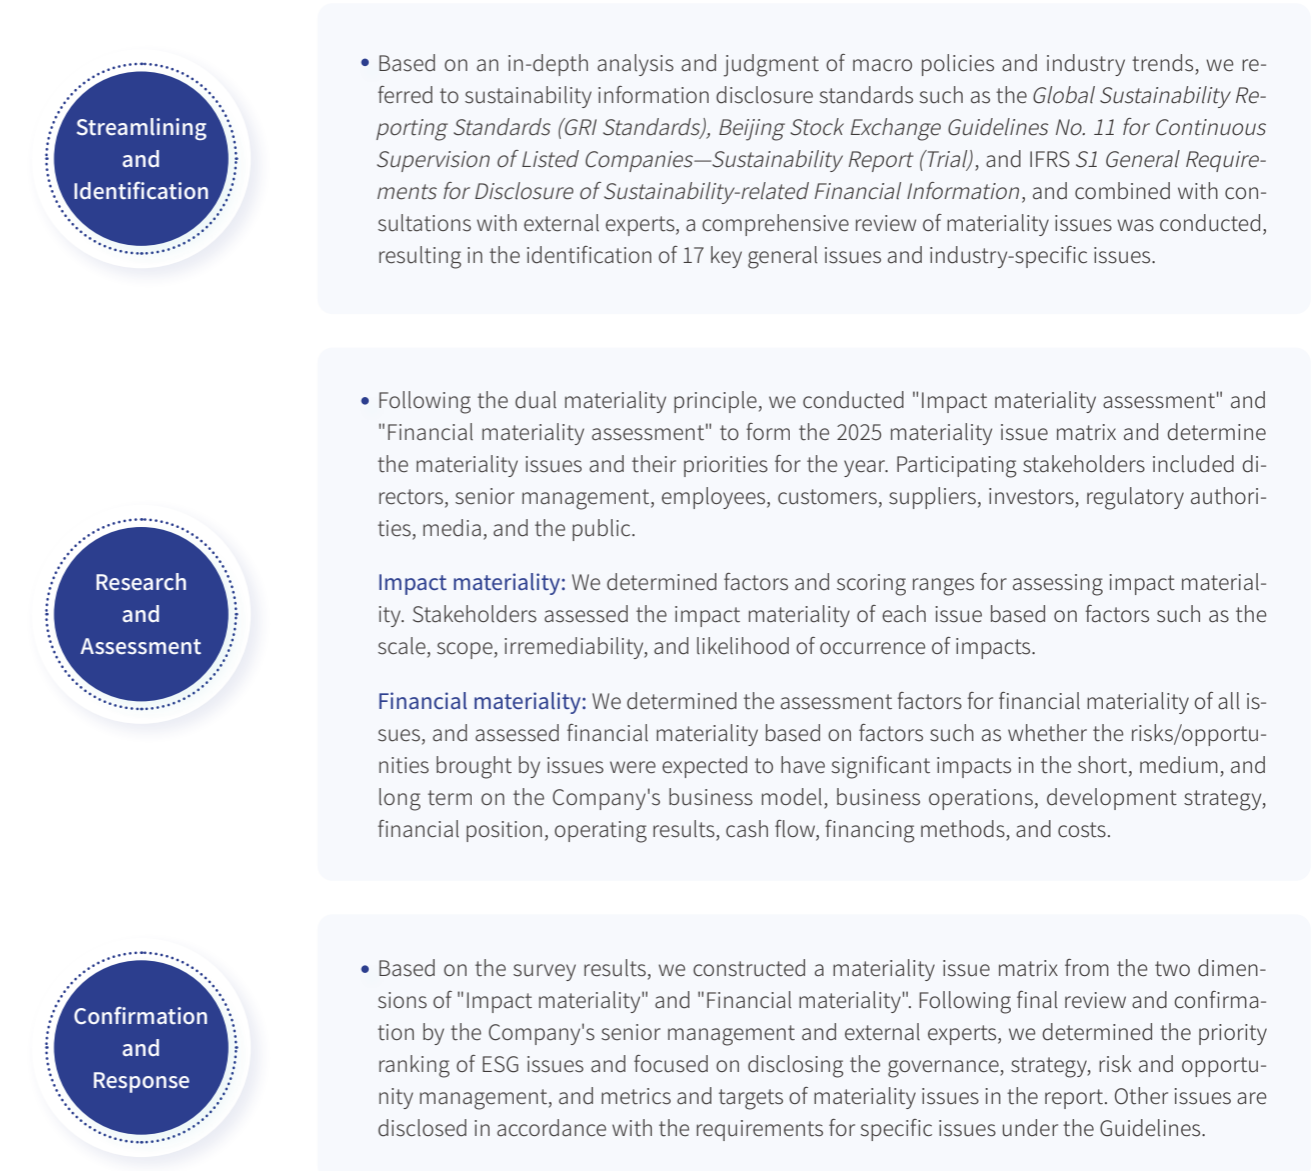 Streamlining
and
Identification
• Based on an in-depth analysis and judgment of macro policies and industry trends, we re-
ferred to sustainability information disclosure standards such as the Global Sustainability Re-
porting Standards (GRI Standards), Beijing Stock Exchange Guidelines No. 11 for Continuous
Supervision of Listed Companies—Sustainability Report (Trial), and IFRS S1 General Require-
ments for Disclosure of Sustainability-related Financial Information, and combined with con-
sultations with external experts, a comprehensive review of materiality issues was conducted,
resulting in the identification of 17 key general issues and industry-specific issues.
Research
and
Assessment
• Following the dual materiality principle, we conducted "Impact materiality assessment" and
"Financial materiality assessment" to form the 2025 materiality issue matrix and determine
the materiality issues and their priorities for the year. Participating stakeholders included di-
rectors, senior management, employees, customers, suppliers, investors, regulatory authori-
ties, media, and the public.
Impact materiality: We determined factors and scoring ranges for assessing impact material-
ity. Stakeholders assessed the impact materiality of each issue based on factors such as the
scale, scope, irremediability, and likelihood of occurrence of impacts.
Financial materiality: We determined the assessment factors for financial materiality of all is-
sues, and assessed financial materiality based on factors such as whether the risks/opportu-
nities brought by issues were expected to have significant impacts in the short, medium, and
long term on the Company's business model, business operations, development strategy,
financial position, operating results, cash flow, financing methods, and costs.
Confirmation
and
Response
• Based on the survey results, we constructed a materiality issue matrix from the two dimen-
sions of "Impact materiality" and "Financial materiality". Following final review and confirma-
tion by the Company's senior management and external experts, we determined the priority
ranking of ESG issues and focused on disclosing the governance, strategy, risk and opportu-
nity management, and metrics and targets of materiality issues in the report. Other issues are
disclosed in accordance with the requirements for specific issues under the Guidelines.